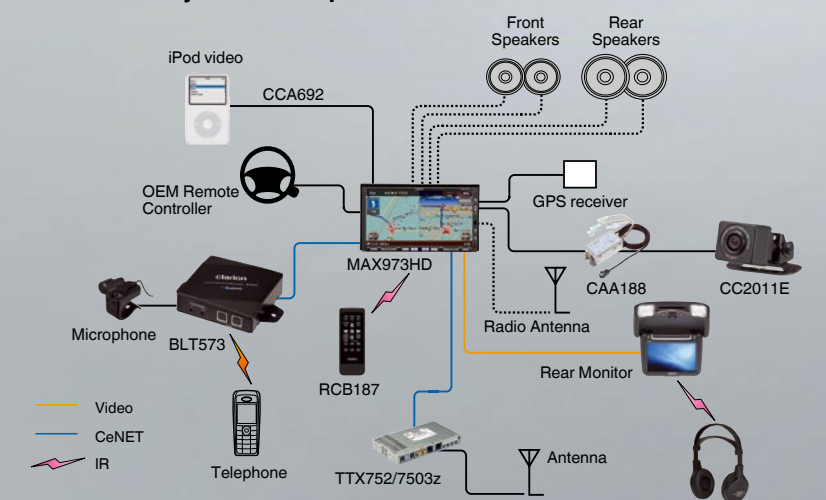 Front
Speakers
Rear
Speakers
iPod video
CCA692
OEM Remote
Controller
GPS receiver
MAX973HD
CAA188
CC2011E
clarion
Microphone
BLT573
Radio Antenna
RCB187
Rear Monitor
Video
CeNET
IR
Telephone
TTX752/7503z
Antenna